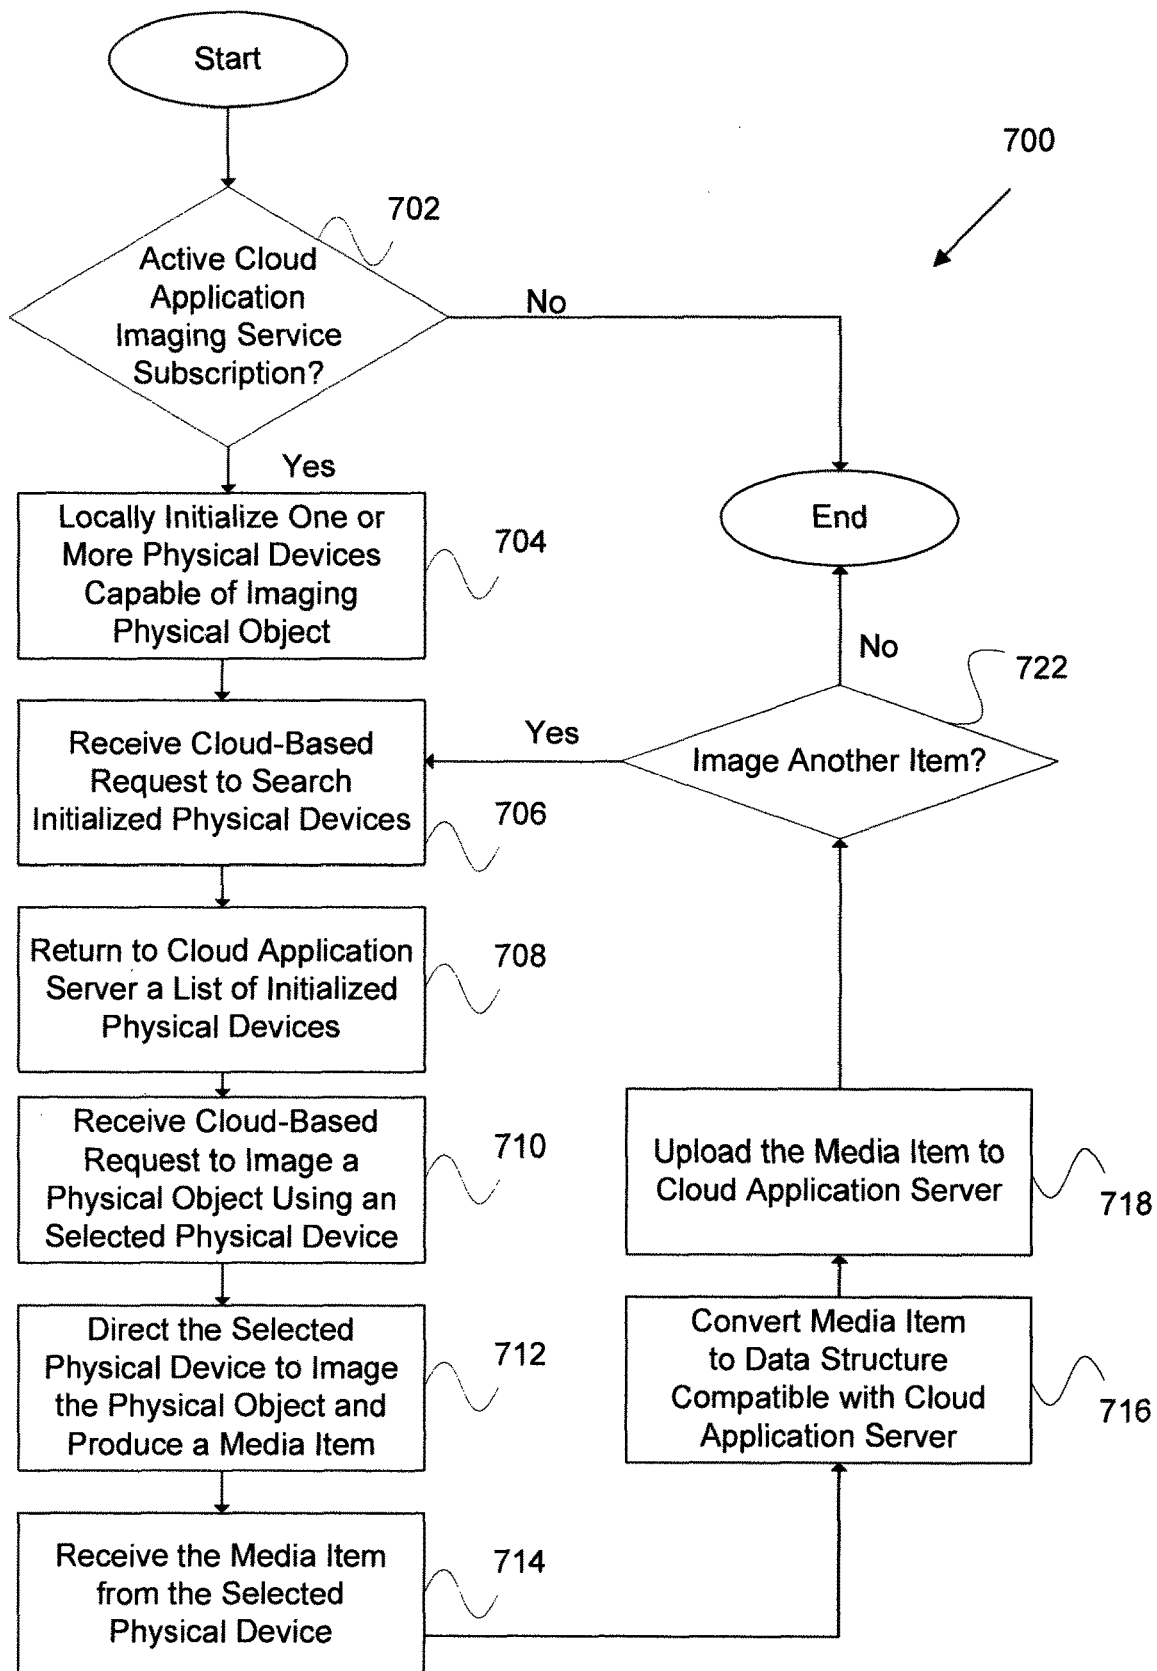 Start
700
702
Active Cloud
Application
Imaging Service
Subscription?
No
Yes
Locally Initialize One or
More Physical Devices
Capable of Imaging
Physical Object
704
End
No
722
Receive Cloud-Based
Request to Search
Initialized Physical Devices
706
Yes
Image Another Item?
Return to Cloud Application
Server a List of Initialized
Physical Devices
708
Receive Cloud-Based
Request to Image a
Physical Object Using an
Selected Physical Device
710
Upload the Media Item to
Cloud Application Server
718
Direct the Selected
Physical Device to Image
the Physical Object and
Produce a Media Item
712
Convert Media Item
to Data Structure
Compatible with Cloud
Application Server
716
Receive the Media Item
from the Selected
Physical Device
714